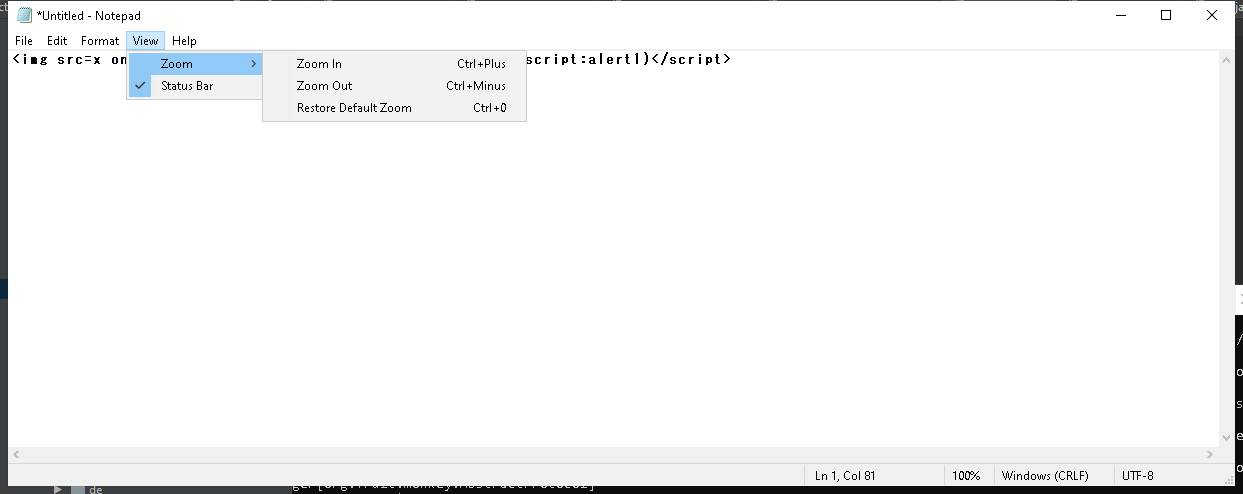 *Untitled - Notepad
File Edit Format View Help
<img src=x on script:alert1)</script>
Zoom > Zoom In Ctrl+Plus
Status Bar Zoom Out Ctrl+Minus
Restore Default Zoom Ctrl+0
Ln 1, Col 81 100% Windows (CRLF) UTF-8
de